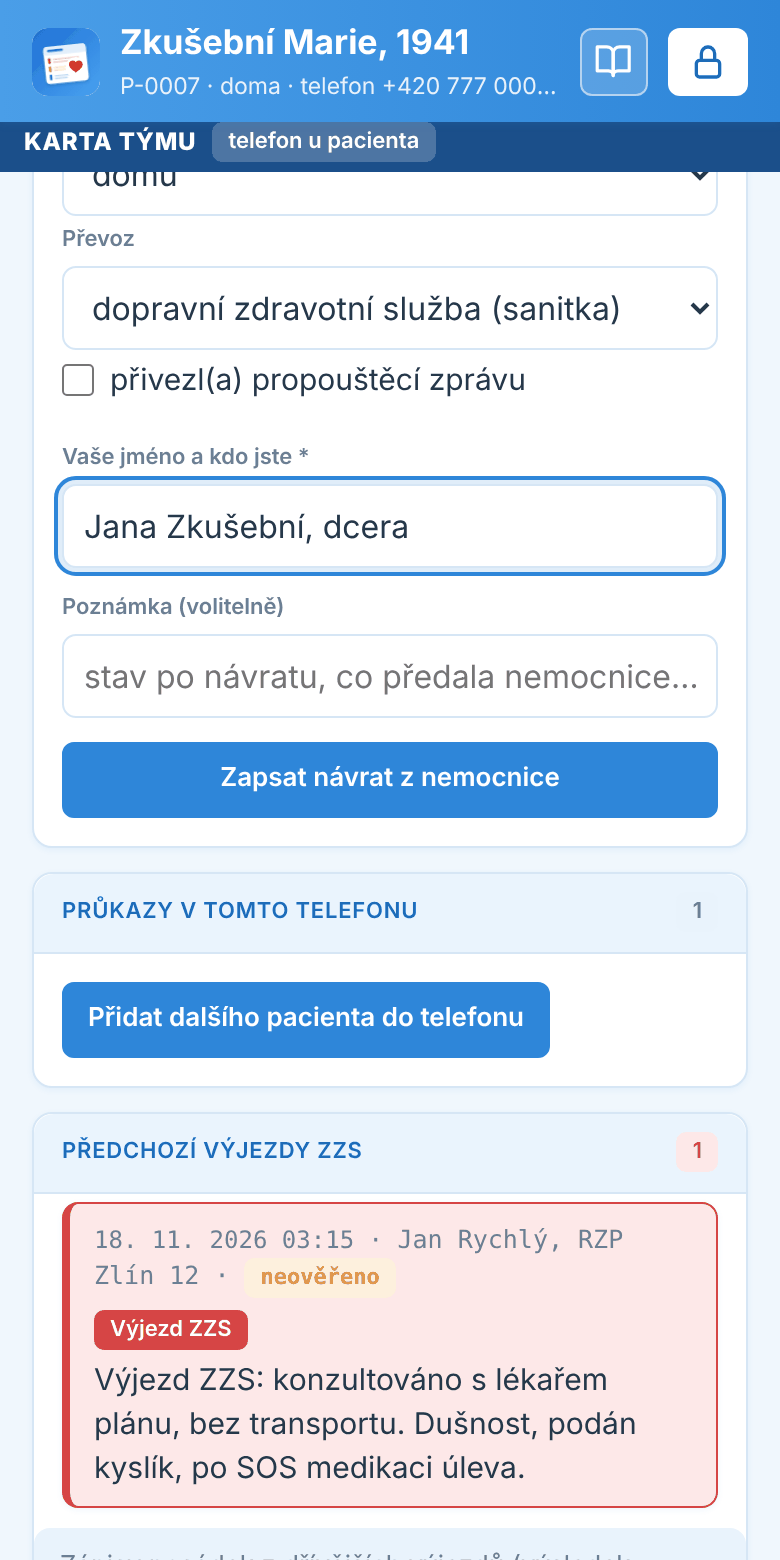 Zkušební Marie, 1941
P-0007 · doma · telefon +420 777 000…
KARTA TÝMU telefon u pacienta
domů
Převoz
dopravní zdravotní služba (sanitka)
přivezl(a) propouštěcí zprávu
Vaše jméno a kdo jste *
Jana Zkušební, dcera
Poznámka (volitelně)
stav po návratu, co předala nemocnice…
Zapsat návrat z nemocnice
PRŮKAZY V TOMTO TELEFONU 1
Přidat dalšího pacienta do telefonu
PŘEDCHOZÍ VÝJEZDY ZZS 1
18. 11. 2026 03:15 · Jan Rychlý, RZP
Zlín 12 · neověřeno
Výjezd ZZS
Výjezd ZZS: konzultováno s lékařem
plánu, bez transportu. Dušnost, podán
kyslík, po SOS medikaci úleva.